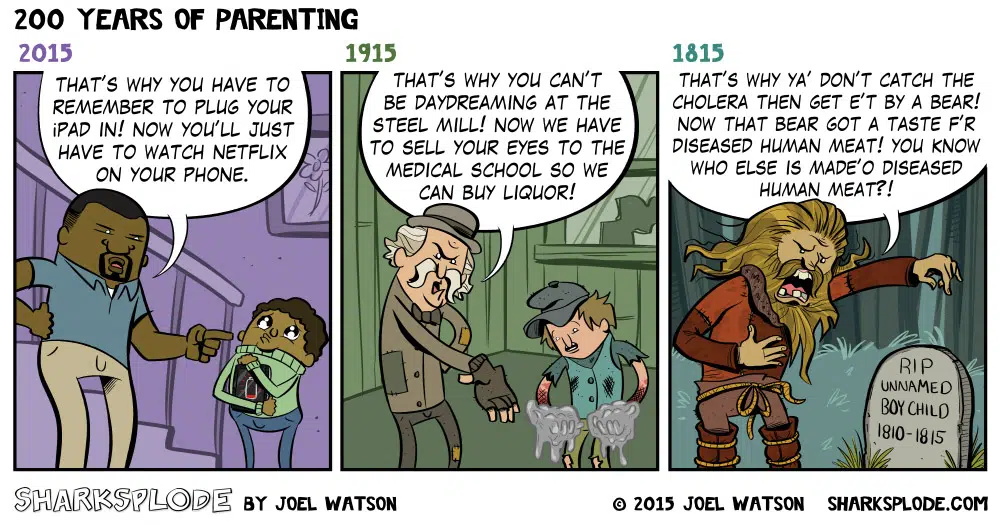 200 YEARS OF PARENTING
2015
THAT'S WHY YOU HAVE TO
REMEMBER TO PLUG YOUR
iPAD IN! NOW YOU'LL JUST
HAVE TO WATCH NETFLIX
ON YOUR PHONE.
1915
THAT'S WHY YOU CAN'T
BE DAYDREAMING AT THE
STEEL MILL! NOW WE HAVE
TO SELL YOUR EYES TO THE
MEDICAL SCHOOL SO WE
CAN BUY LIQUOR!
1815
THAT'S WHY YA' DON'T CATCH THE
CHOLERA THEN GET E'T BY A BEAR!
NOW THAT BEAR GOT A TASTE F'R
DISEASED HUMAN MEAT! YOU KNOW
WHO ELSE IS MADE'O DISEASED
HUMAN MEAT?!
RIP
UNNAMED
BOY CHILD
1810-1815
SHARKSPLODE BY JOEL WATSON
© 2015 JOEL WATSON SHARKSPLODE.COM